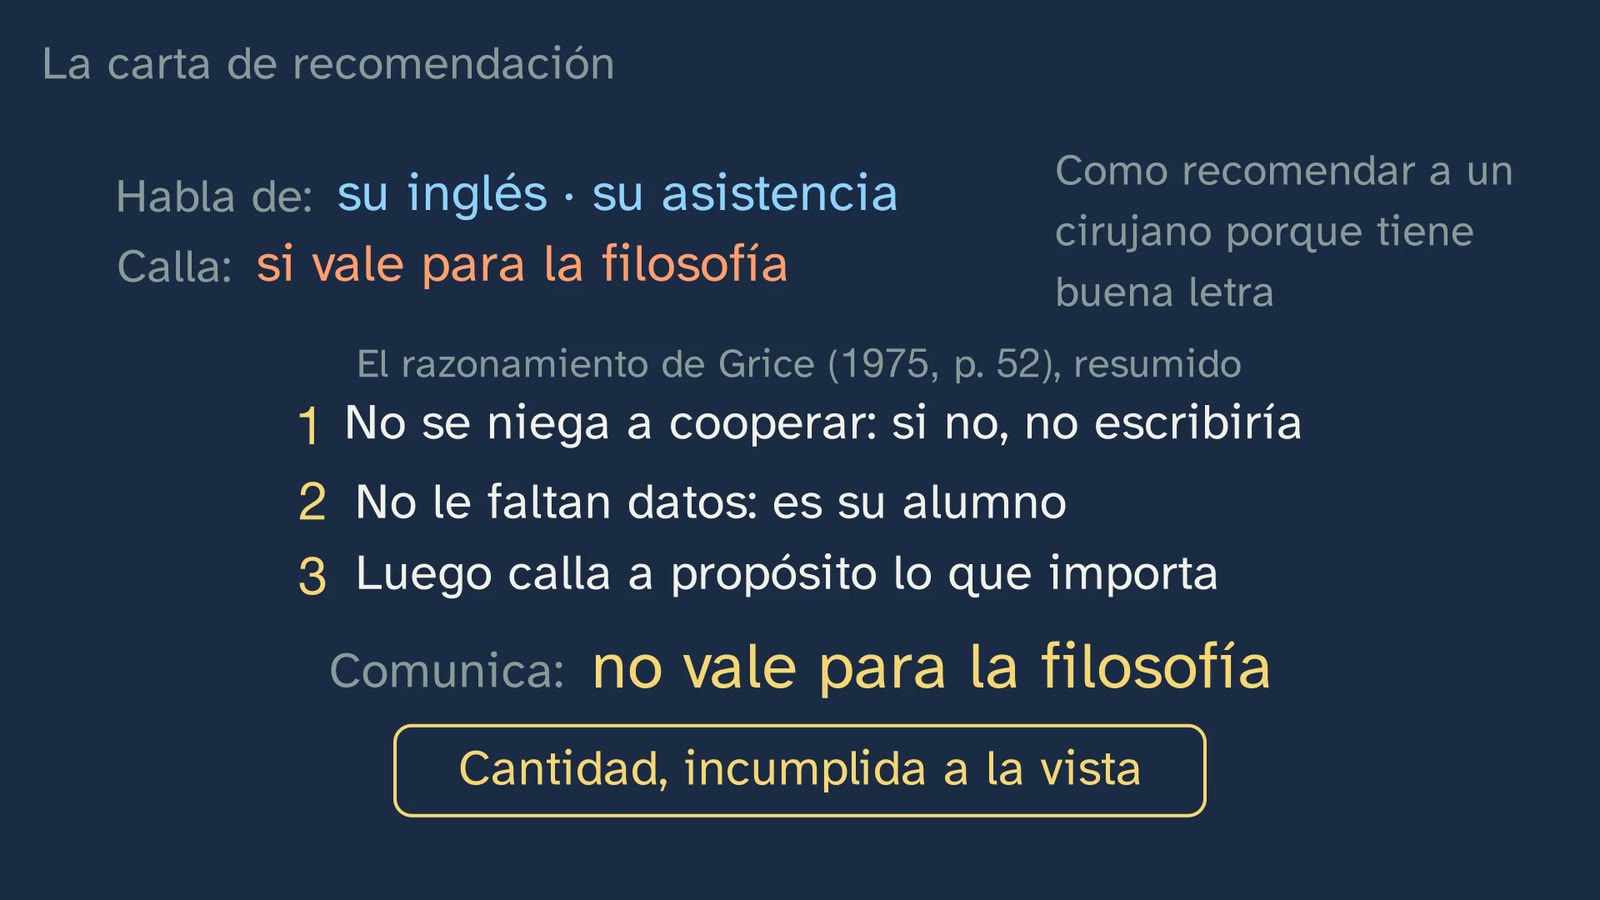 La carta de recomendación
Habla de: su inglés · su asistencia
Calla: si vale para la filosofía
Como recomendar a un
cirujano porque tiene
buena letra
El razonamiento de Grice (1975, p. 52), resumido
1 No se niega a cooperar: si no, no escribiría
2 No le faltan datos: es su alumno
3 Luego calla a propósito lo que importa
Comunica: no vale para la filosofía
Cantidad, incumplida a la vista